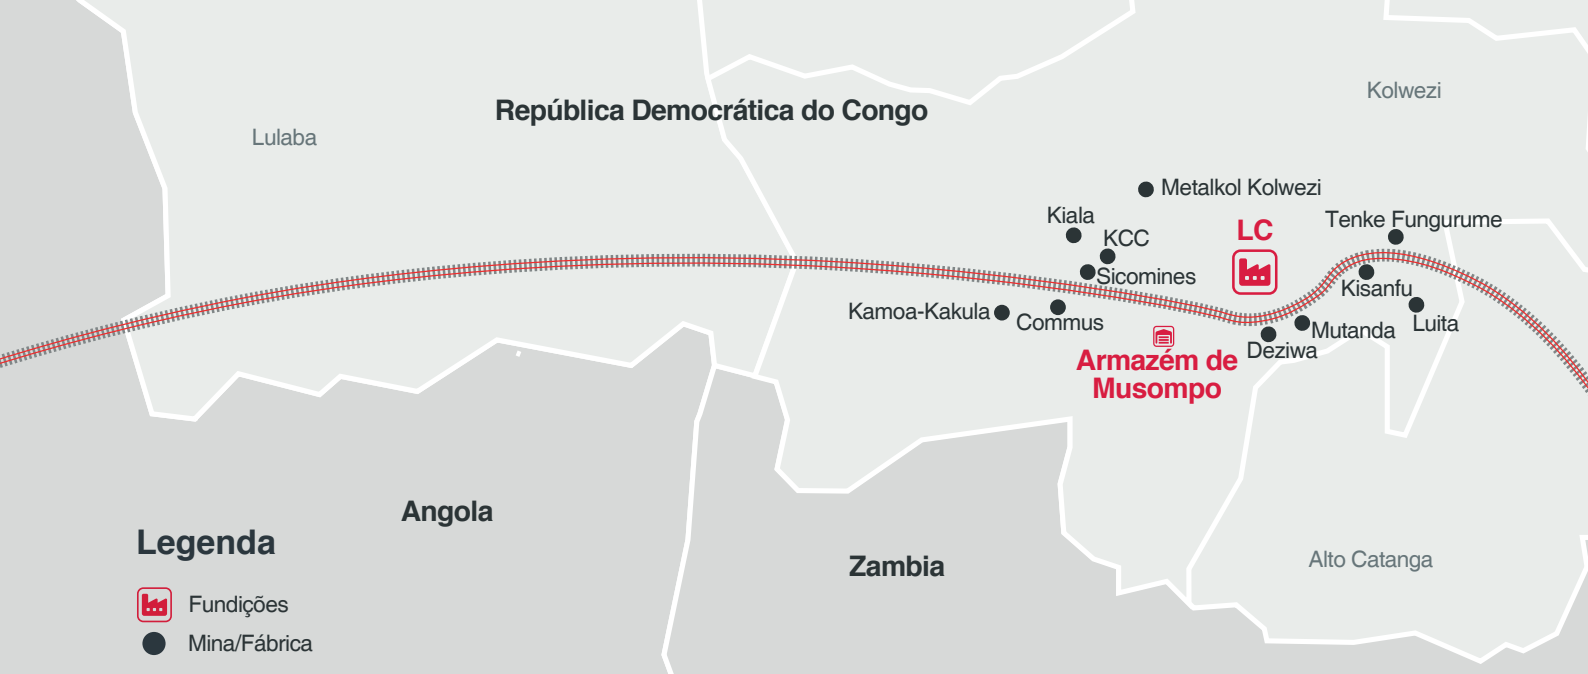 Kolwezi
República Democrática do Congo
Lulaba
Metalkol Kolwezi
Kiala
Tenke Fungurume
LC
KCC
Sicomines
Kisanfu
Kamoa-Kakula
Commus
Luita
Mutanda
Deziwa
Armazém de
Musompo
Angola
Legenda
Zambia
Alto Catanga
Fundições
Mina/Fábrica